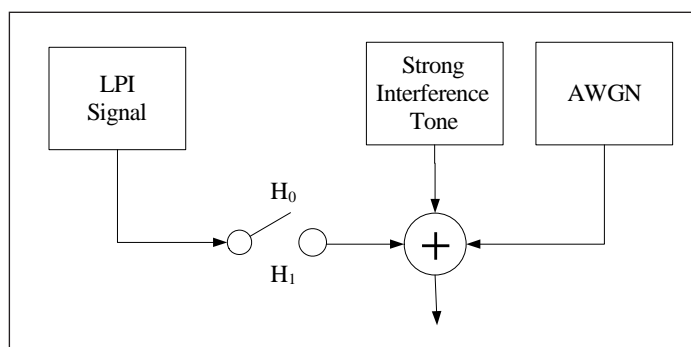 LPI
Signal
Strong
Interference
Tone
AWGN
H₀
H₁
+